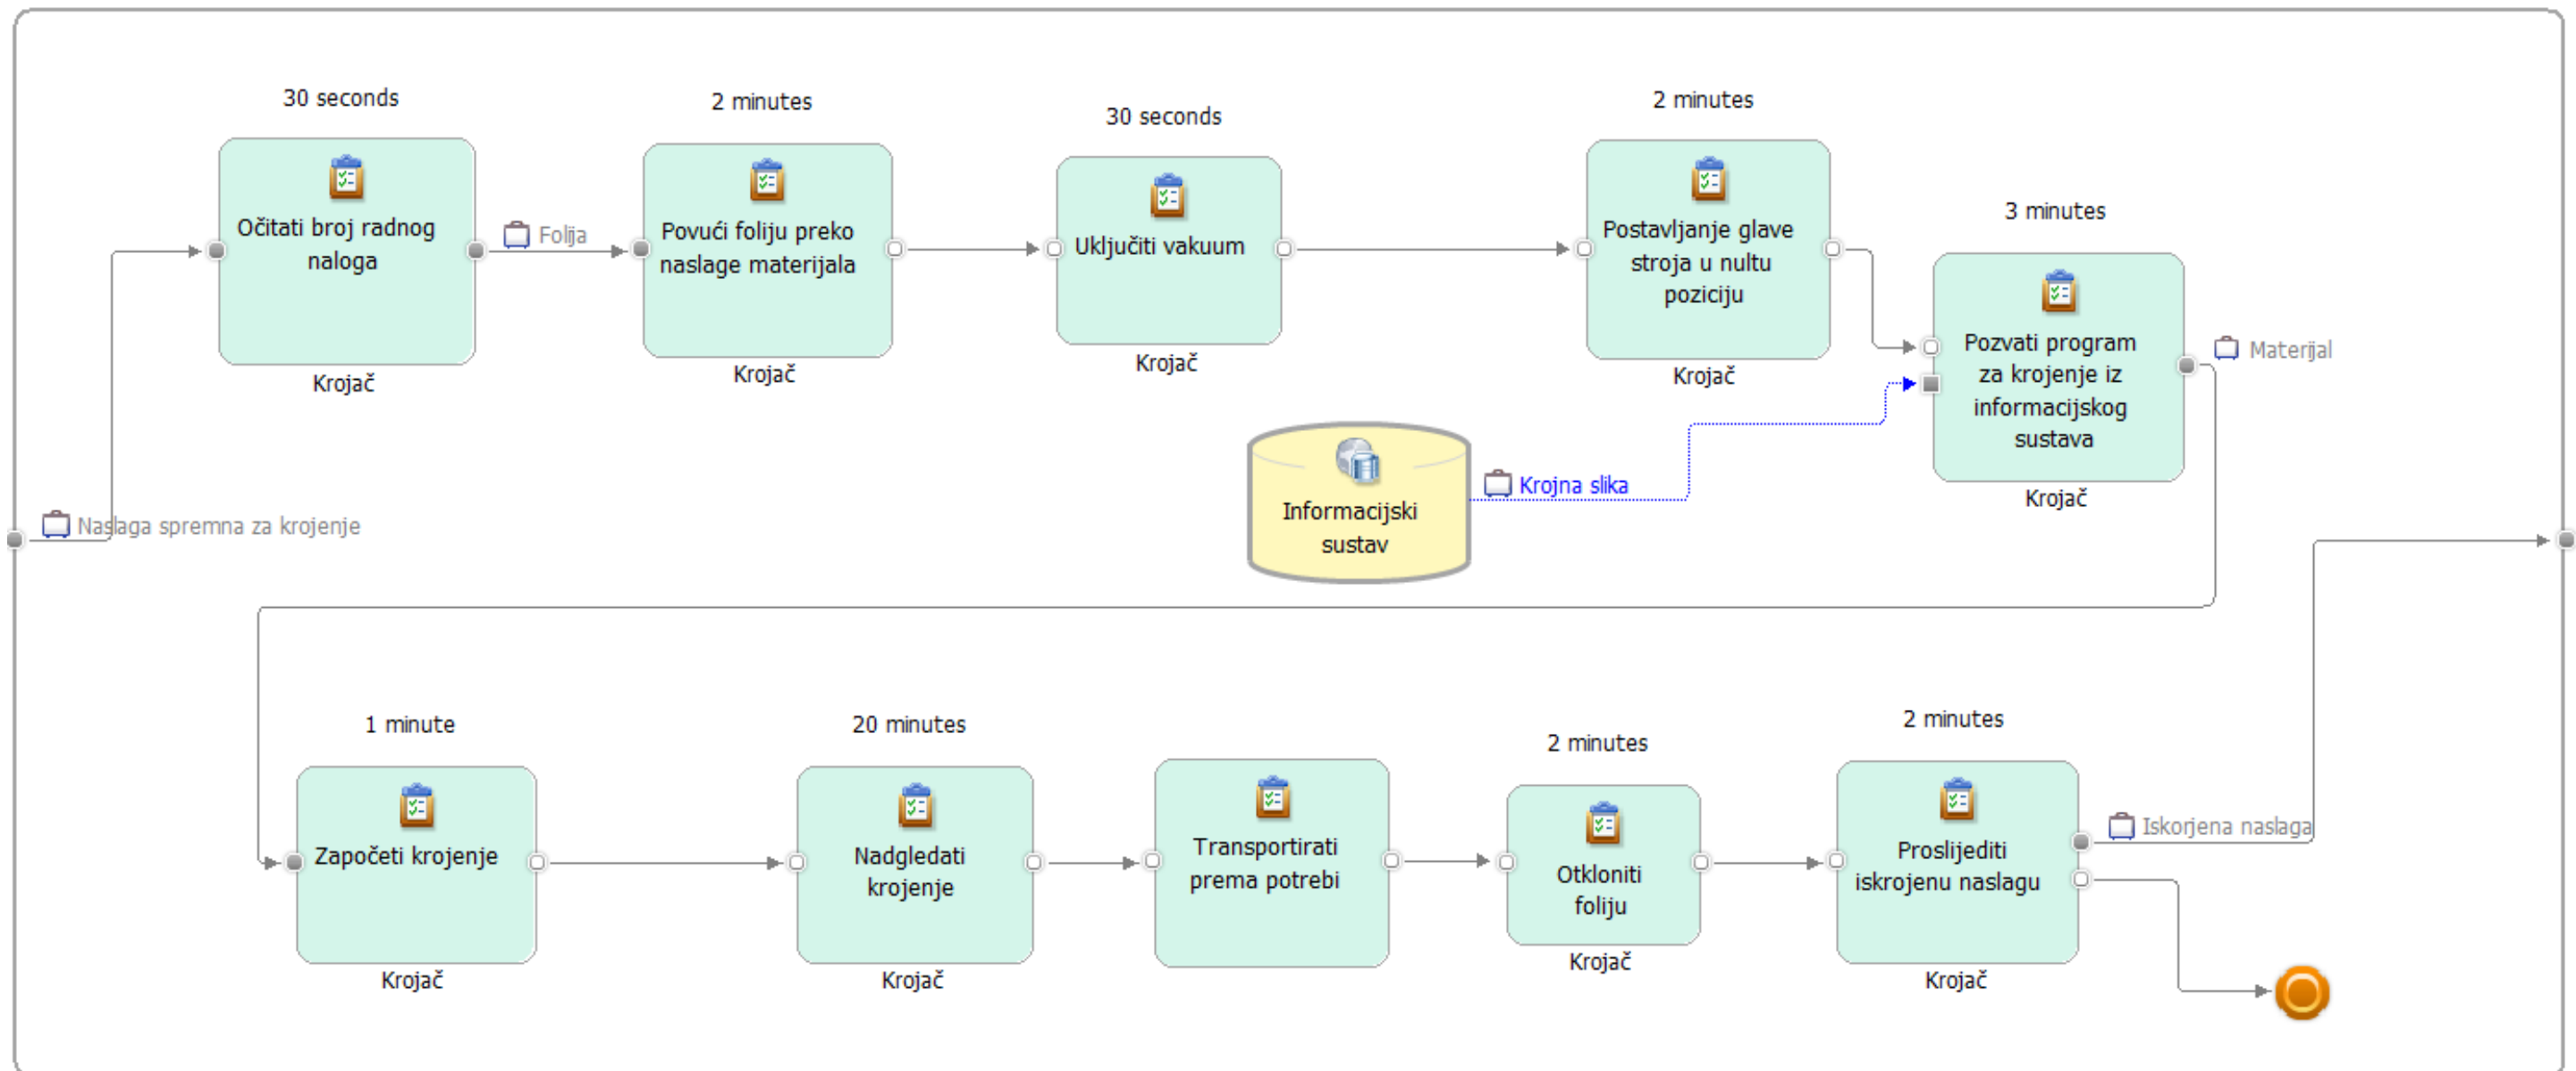 30 seconds
Očitati broj radnog
naloga
Krojač
Folija
2 minutes
Povući foliju preko
naslage materijala
Krojač
30 seconds
Uključiti vakuum
Krojač
2 minutes
Postavljanje glave
stroja u nultu
poziciju
Krojač
3 minutes
Pozvati program
za krojenje iz
informacijskog
sustava
Krojač
Materijal
Informacijski
sustav
Krojna slika
Naslaga spremna za krojenje
1 minute
Započeti krojenje
Krojač
20 minutes
Nadgledati
krojenje
Krojač
Transportirati
prema potrebi
2 minutes
Otkloniti
foliju
Krojač
2 minutes
Proslijediti
iskrojenu naslagu
Krojač
Iskorjena naslaga